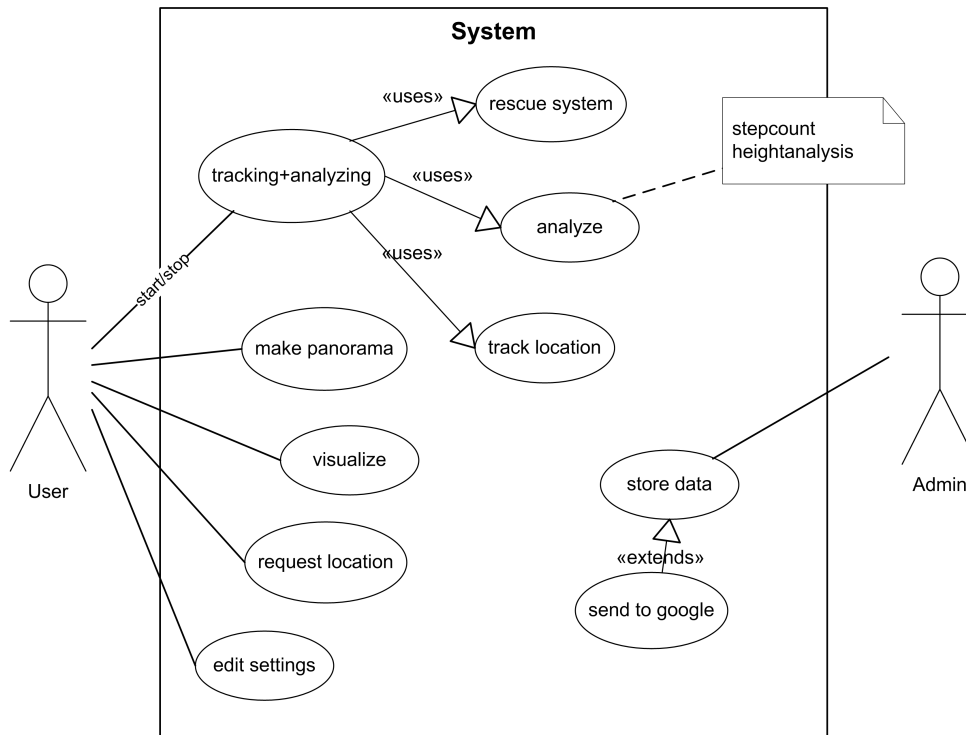 System
«uses»
rescue system
stepcount
heightanalysis
tracking+analyzing
«uses»
analyze
«uses»
start/stop
make panorama
track location
visualize
User
store data
Admin
request location
«extends»
send to google
edit settings